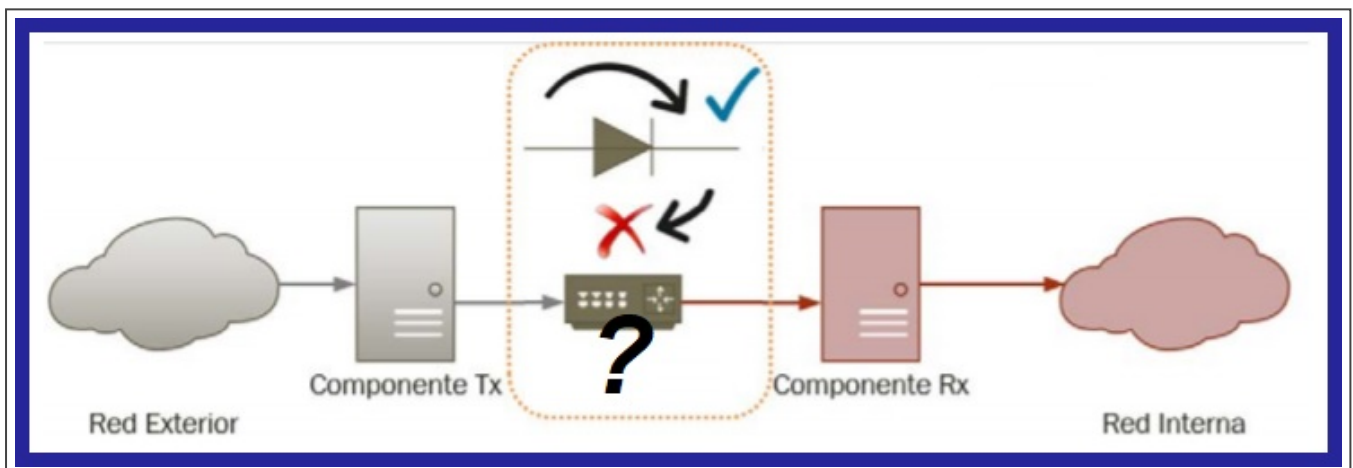 ?
Componente Tx
Componente Rx
Red Exterior
Red Interna